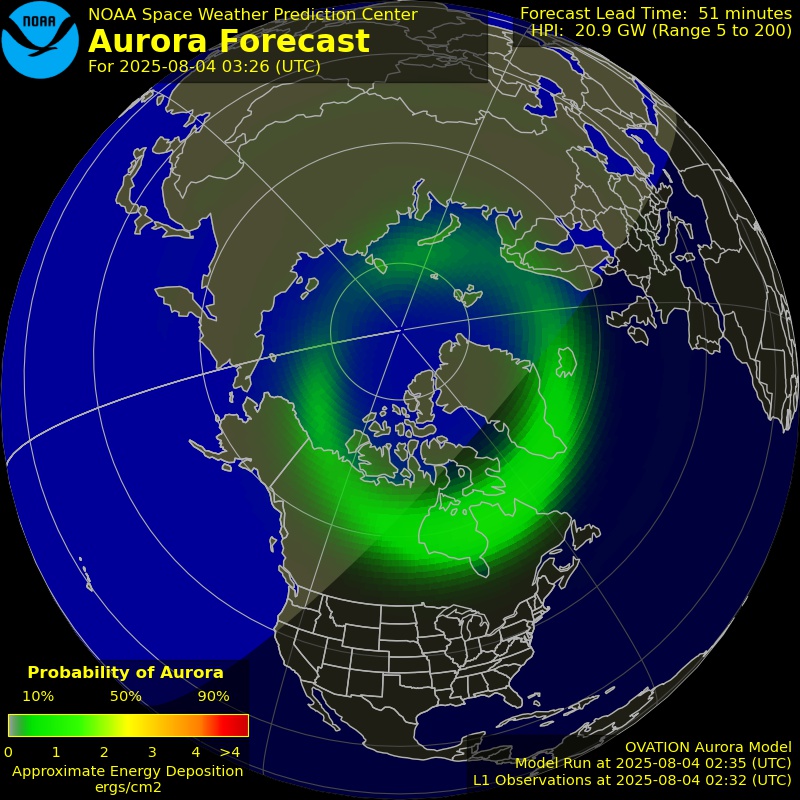 NOAA
NOAA Space Weather Prediction Center
Aurora Forecast
For 2025-08-04 03:26 (UTC)
Forecast Lead Time: 51 minutes
HPI: 20.9 GW (Range 5 to 200)
Probability of Aurora
10% 50% 90%
0 1 2 3 4 >4
Approximate Energy Deposition
ergs/cm2
OVATION Aurora Model
Model Run at 2025-08-04 02:35 (UTC)
L1 Observations at 2025-08-04 02:32 (UTC)